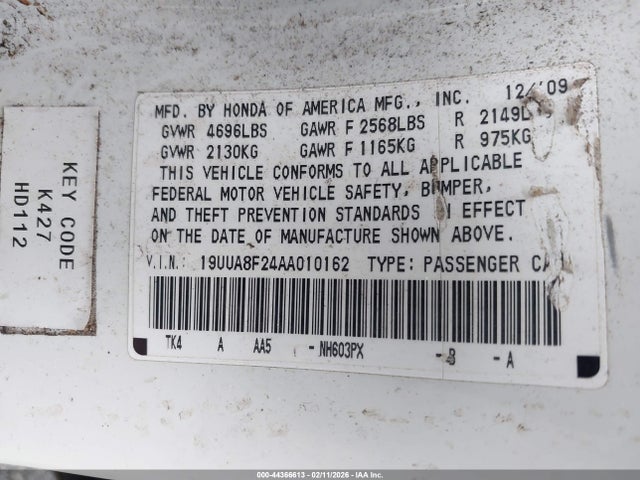 KEY CODE
K427
HD112
MFD. BY HONDA OF AMERICA MFG., INC. 12/'09
GVWR 4696LBS GAWR F 2568LBS R 2149L
GVWR 2130KG GAWR F 1165KG R 975KG
THIS VEHICLE CONFORMS TO ALL APPLICABLE
FEDERAL MOTOR VEHICLE SAFETY, BUMPER,
AND THEFT PREVENTION STANDARDS IN EFFECT
ON THE DATE OF MANUFACTURE SHOWN ABOVE.
V.I.N.: 19UUA8F24AA010162 TYPE: PASSENGER CA
TK4 A AA5 - NH603PX - B - A
000-44366613 - 02/11/2026 - IAA Inc.